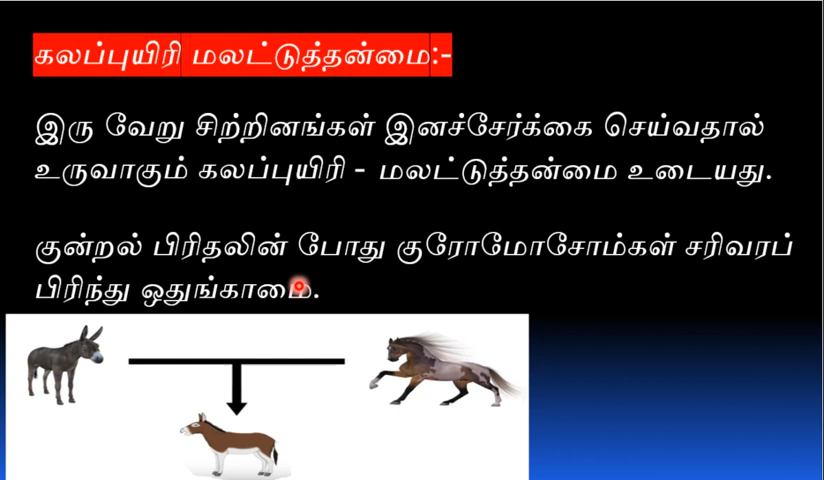 கலப்புயிரி மலட்டுத்தன்மை:-
இரு வேறு சிற்றினங்கள் இனச்சேர்க்கை செய்வதால்
உருவாகும் கலப்புயிரி - மலட்டுத்தன்மை உடையது.
குன்றல் பிரிதலின் போது குரோமோசோம்கள் சரிவரப்
பிரிந்து ஒதுங்காமை.